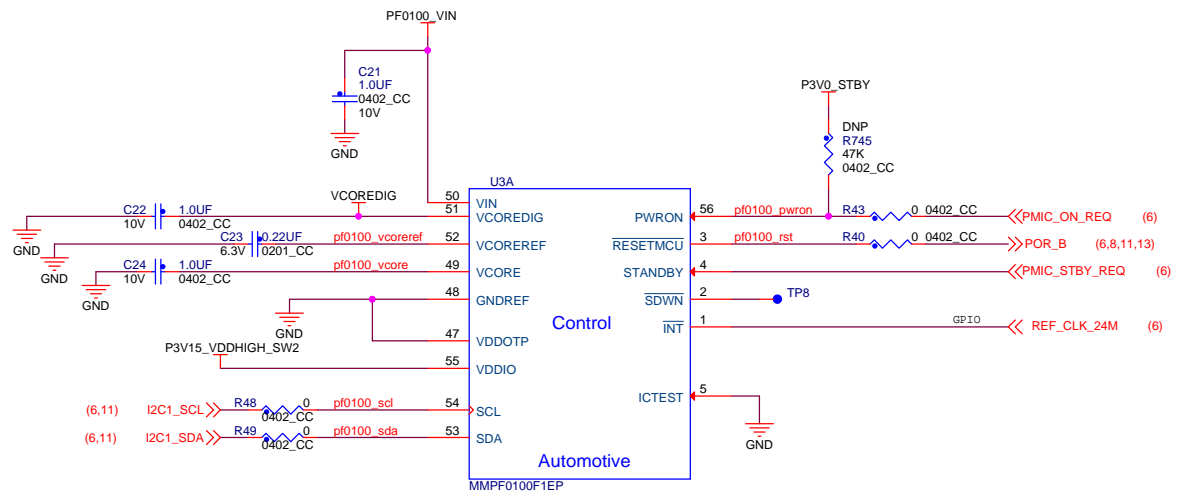 PF0100_VIN
C21
1.0UF
0402_CC
10V
GND
P3V0_STBY
DNP
R745
47K
0402_CC
U3A
VCOREDIG
50 VIN
C22 1.0UF 51 VCOREDIG
10V 0402_CC
GND
C23 0.22UF pf0100_vcoreref 52 VCOREREF
6.3V 0201_CC
GND
C24 1.0UF pf0100_vcore 49 VCORE
10V 0402_CC
GND
48 GNDREF
GND
47 VDDOTP
P3V15_VDDHIGH_SW2
55 VDDIO
(6,11) I2C1_SCL R48 0 pf0100_scl 54 SCL
0402_CC
(6,11) I2C1_SDA R49 0 pf0100_sda 53 SDA
0402_CC
PWRON 56 pf0100_pwron R43 0 0402_CC PMIC_ON_REQ (6)
RESETMCU 3 pf0100_rst R40 0 0402_CC POR_B (6,8,11,13)
STANDBY 4 PMIC_STBY_REQ (6)
SDWN 2 TP8
Control
INT 1 GPIO REF_CLK_24M (6)
ICTEST 5
GND
Automotive
MMPF0100F1EP